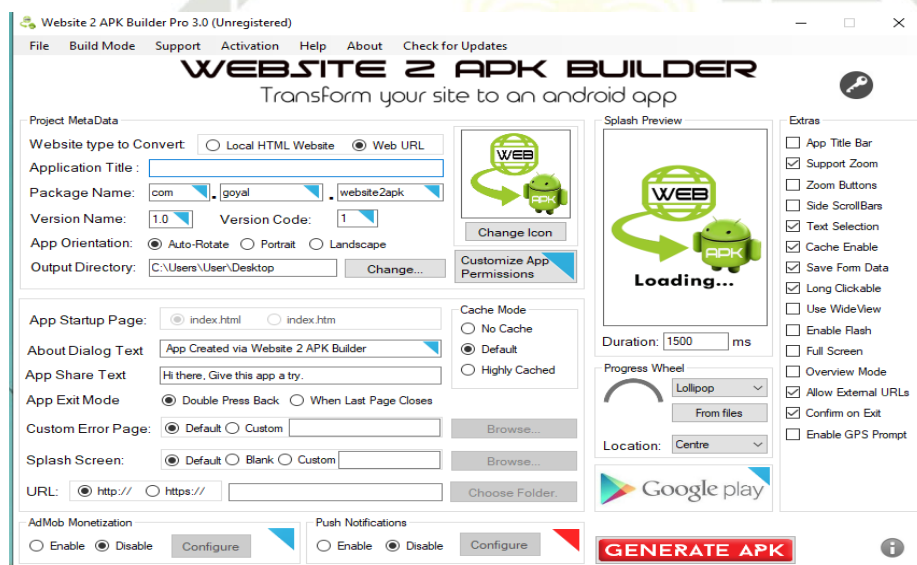 Website 2 APK Builder Pro 3.0 (Unregistered)
File Build Mode Support Activation Help About Check for Updates
WEBSITE 2 APK BUILDER
Transform your site to an android app
Project MetaData
Website type to Convert: Local HTML Website Web URL
Application Title :
Package Name: com . goyal . website2apk
Version Name: 1.0 Version Code: 1
App Orientation: Auto-Rotate Portrait Landscape
Output Directory: C:\Users\User\Desktop Change...
WEB
APK
Change Icon
Customize App
Permissions
App Startup Page: index.html index.htm
About Dialog Text App Created via Website 2 APK Builder
App Share Text Hi there, Give this app a try.
App Exit Mode Double Press Back When Last Page Closes
Custom Error Page: Default Custom Browse...
Splash Screen: Default Blank Custom Browse...
URL: http:// https:// Choose Folder.
Cache Mode
No Cache
Default
Highly Cached
AdMob Monetization
Enable Disable Configure
Push Notifications
Enable Disable Configure
Splash Preview
WEB
APK
Loading...
Duration: 1500 ms
Progress Wheel
Lollipop
From files
Location: Centre
Google play
GENERATE APK
Extras
App Title Bar
Support Zoom
Zoom Buttons
Side ScrollBars
Text Selection
Cache Enable
Save Form Data
Long Clickable
Use WideView
Enable Flash
Full Screen
Overview Mode
Allow External URLs
Confirm on Exit
Enable GPS Prompt